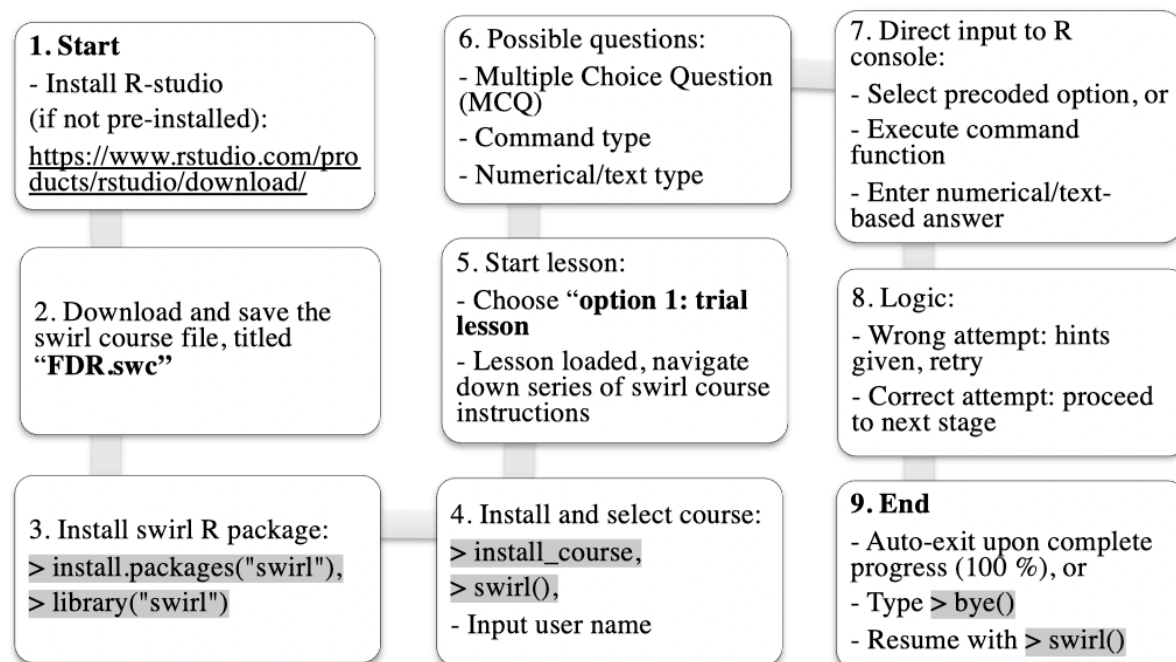 1. Start
- Install R-studio
(if not pre-installed):
https://www.rstudio.com/pro
ducts/rstudio/download/
2. Download and save the
swirl course file, titled
“FDR.swc”
3. Install swirl R package:
> install.packages("swirl"),
> library("swirl")
4. Install and select course:
> install_course,
> swirl(),
- Input user name
5. Start lesson:
- Choose “option 1: trial
lesson
- Lesson loaded, navigate
down series of swirl course
instructions
6. Possible questions:
- Multiple Choice Question
(MCQ)
- Command type
- Numerical/text type
7. Direct input to R
console:
- Select precoded option, or
- Execute command
function
- Enter numerical/text-
based answer
8. Logic:
- Wrong attempt: hints
given, retry
- Correct attempt: proceed
to next stage
9. End
- Auto-exit upon complete
progress (100 %), or
- Type > bye()
- Resume with > swirl()